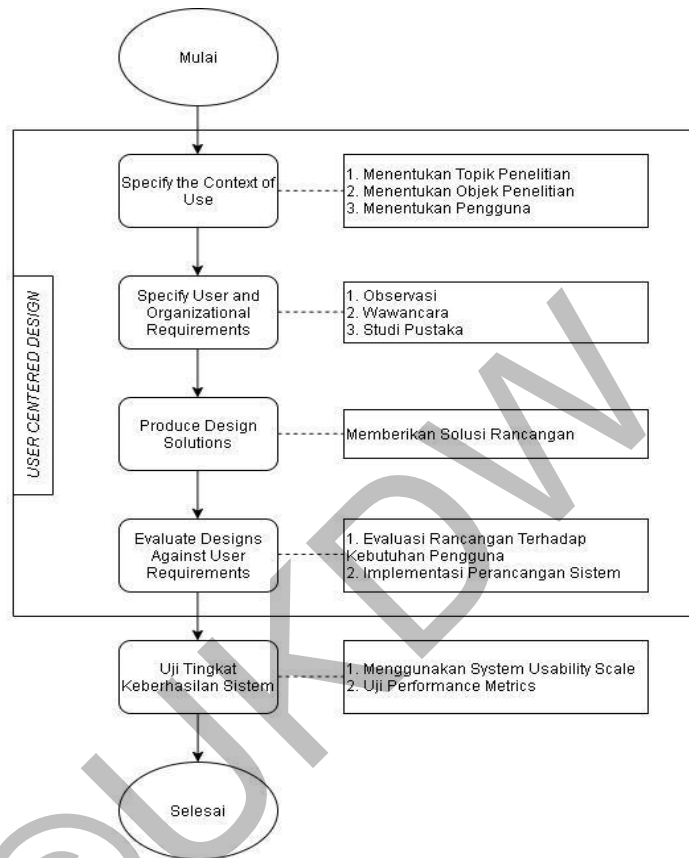 Mulai
Specify the Context of
Use
1. Menentukan Topik Penelitian
2. Menentukan Objek Penelitian
3. Menentukan Pengguna
USER CENTERED DESIGN
Specify User and
Organizational
Requirements
1. Observasi
2. Wawancara
3. Studi Pustaka
Produce Design
Solutions
Memberikan Solusi Rancangan
Evaluate Designs
Against User
Requirements
1. Evaluasi Rancangan Terhadap
Kebutuhan Pengguna
2. Implementasi Perancangan Sistem
Uji Tingkat
Keberhasilan Sistem
1. Menggunakan System Usability Scale
2. Uji Performance Metrics
Selesai
©UKDW